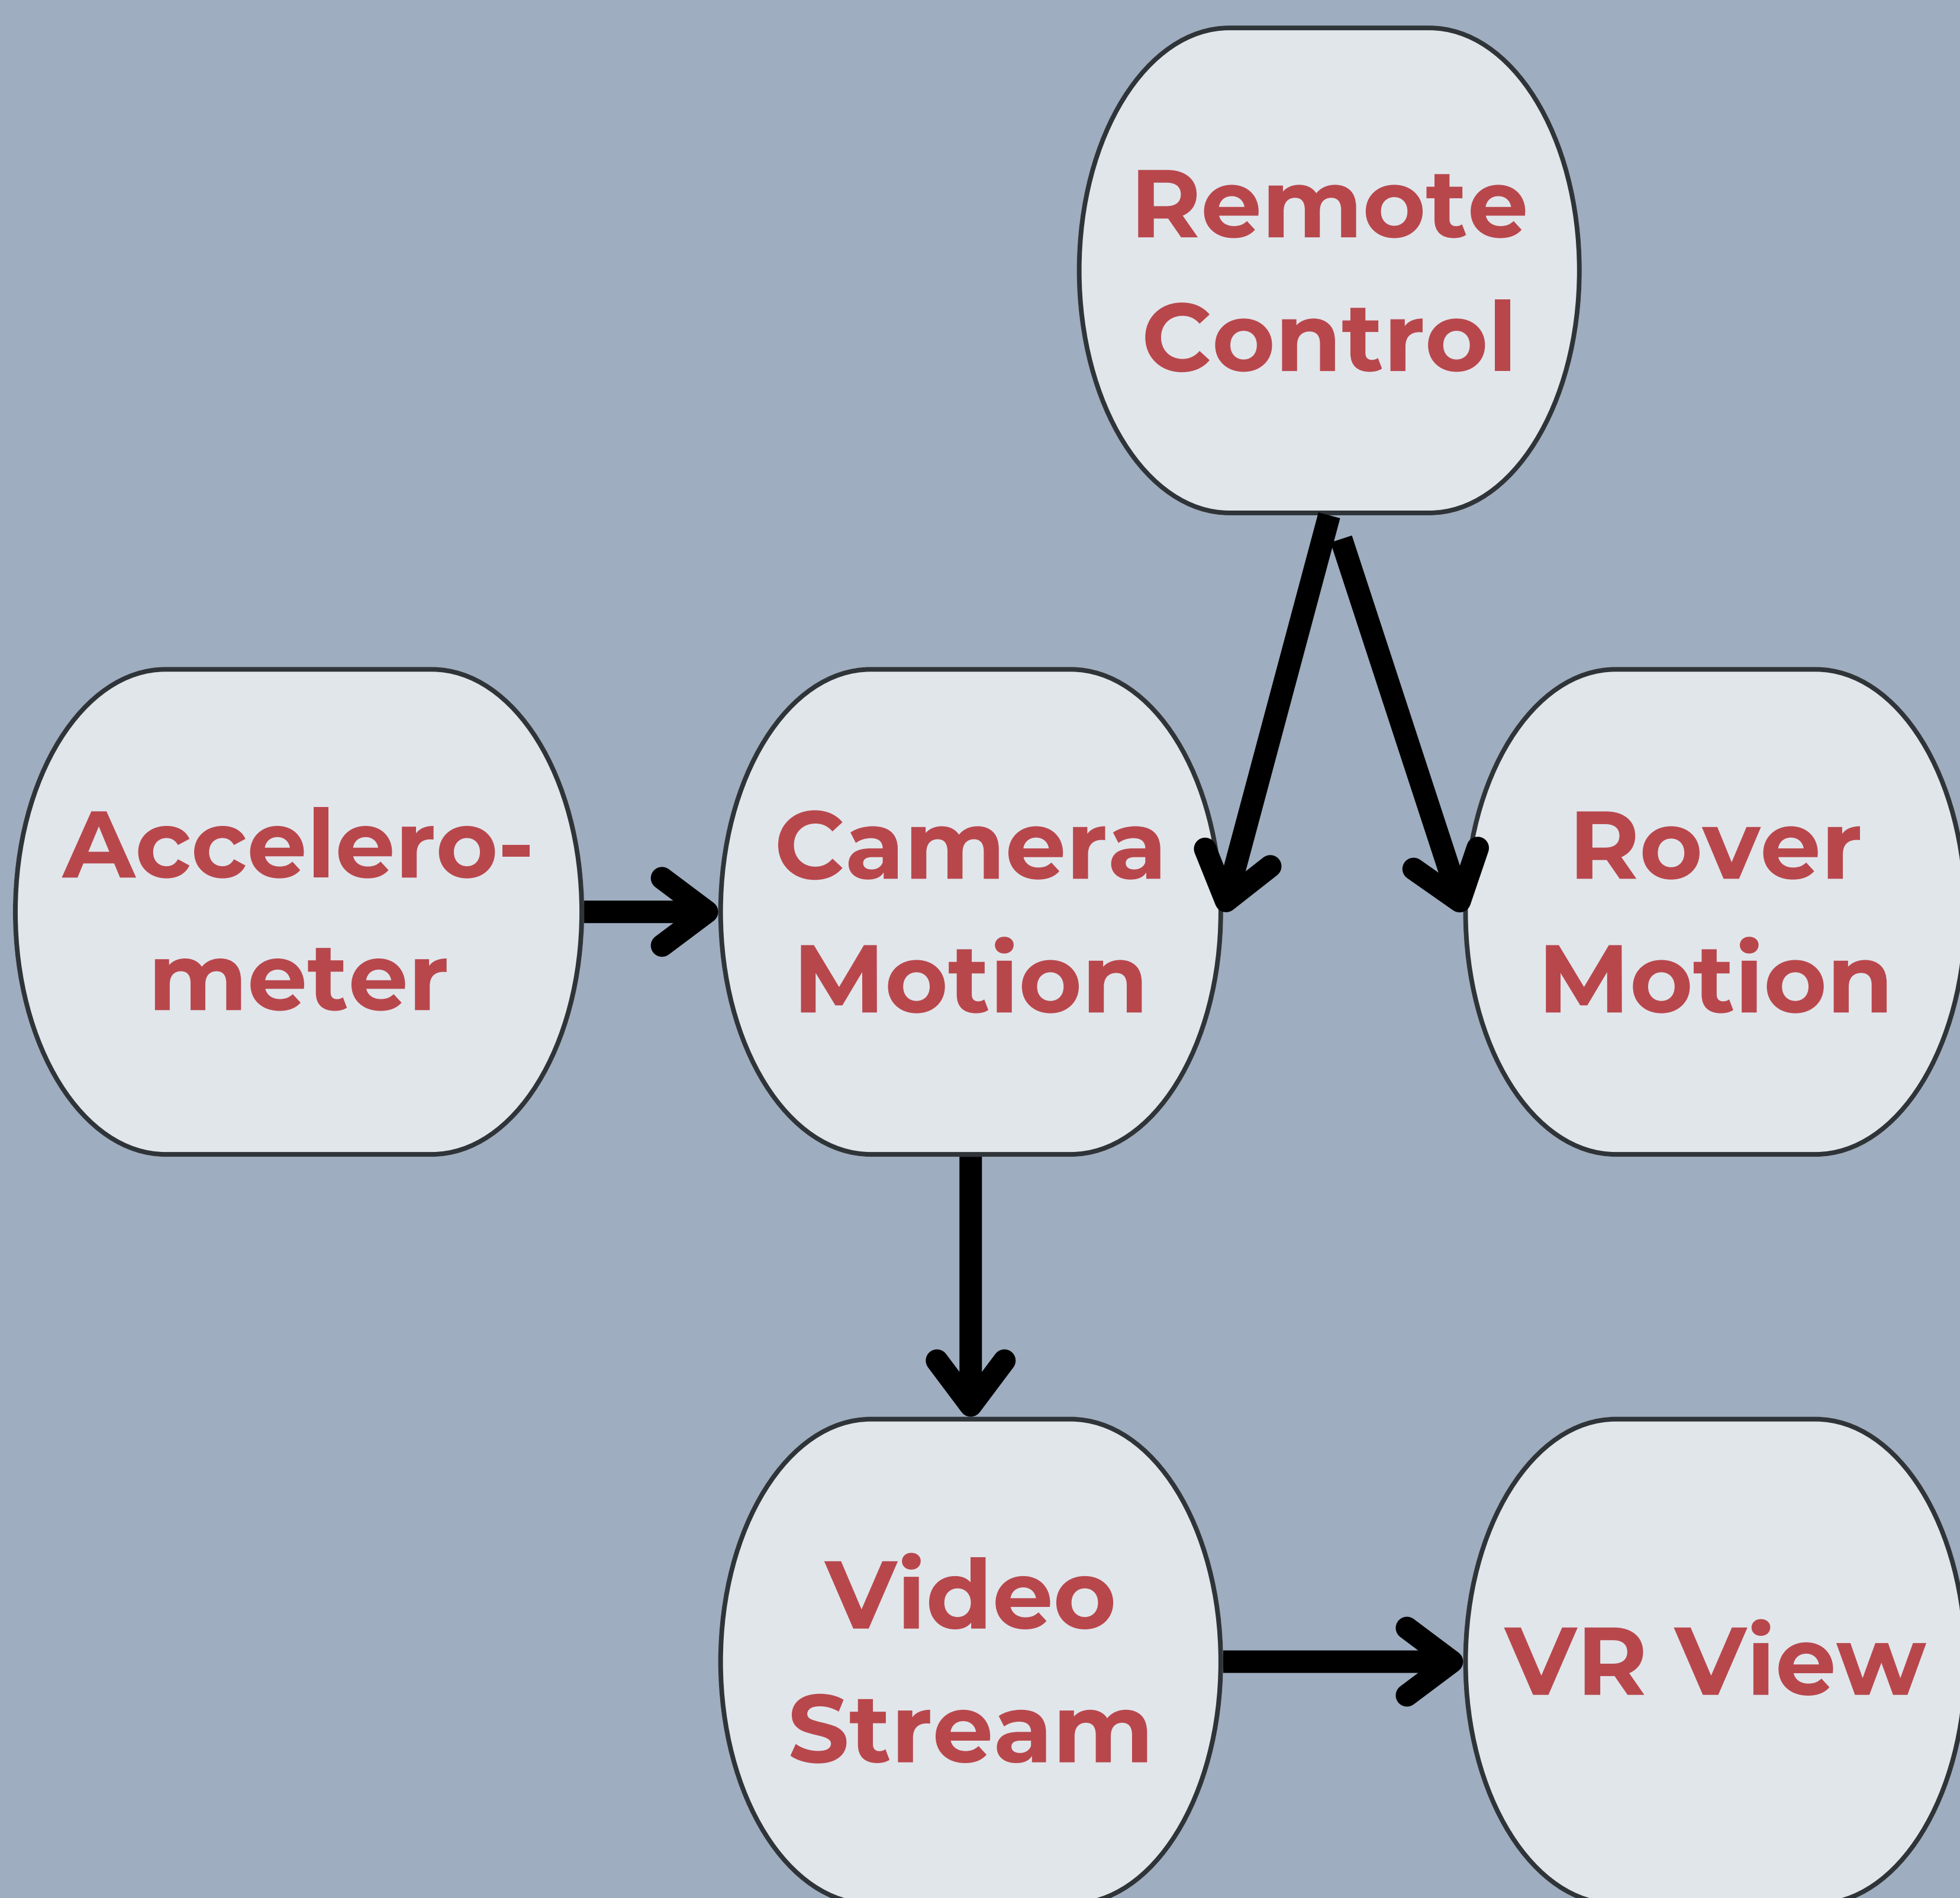 Remote
Control
Accelero-
meter
Camera
Motion
Rover
Motion
Video
Stream
VR View